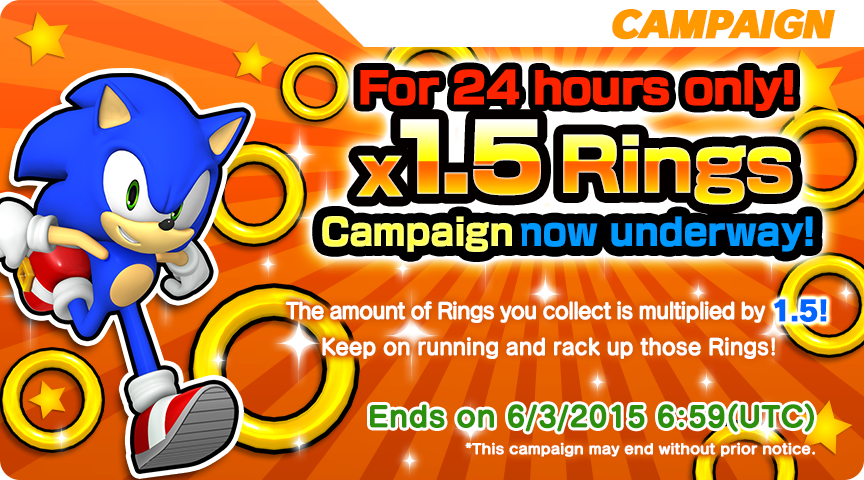 CAMPAIGN
For 24 hours only!
x1.5 Rings
Campaign now underway!
The amount of Rings you collect is multiplied by 1.5!
Keep on running and rack up those Rings!
Ends on 6/3/2015 6:59(UTC)
*This campaign may end without prior notice.